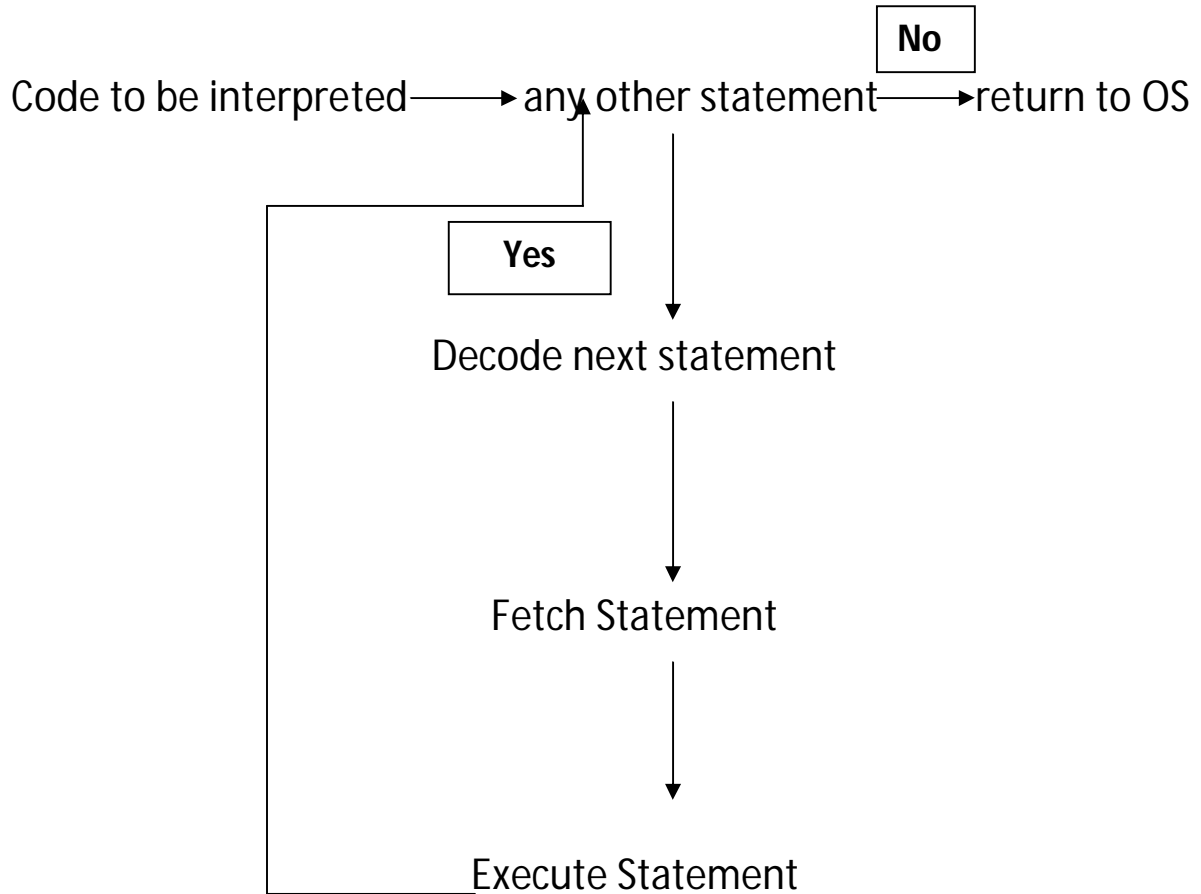 No
Code to be interpreted any other statement return to OS
Yes
Decode next statement
Fetch Statement
Execute Statement